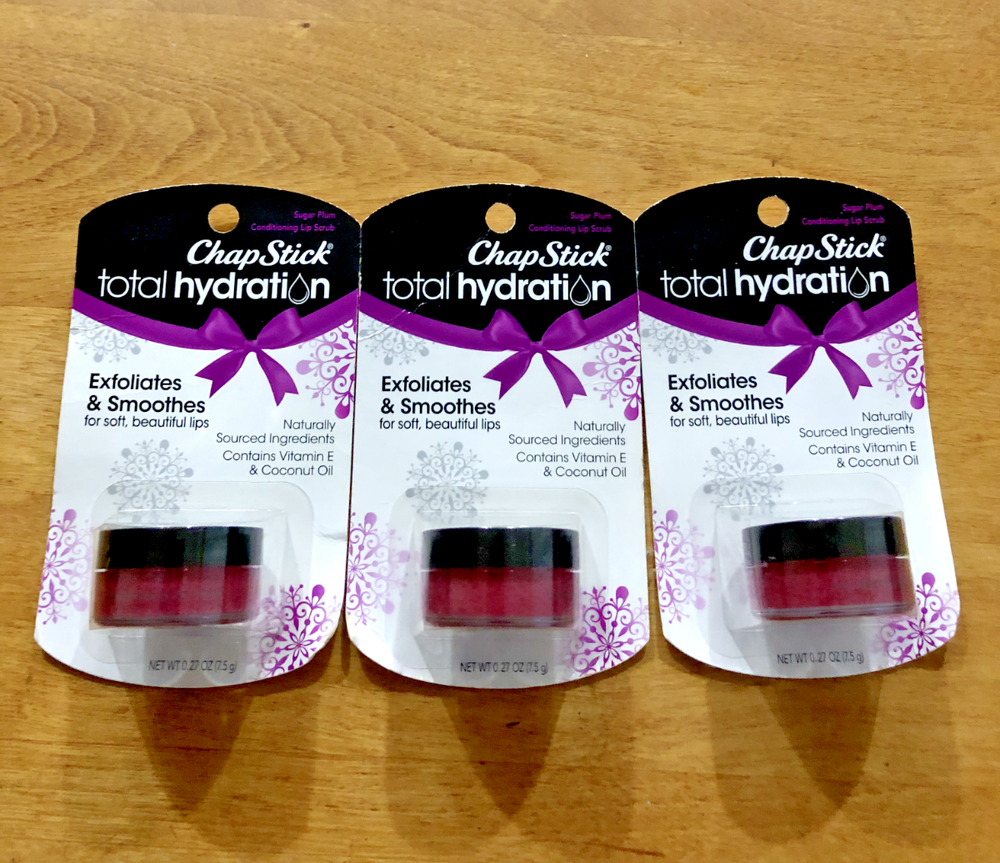 Sugar Plum
Conditioning Lip Scrub
ChapStick®
total hydration
Exfoliates
& Smoothes
for soft, beautiful lips
Naturally
Sourced Ingredients
Contains Vitamin E
& Coconut Oil
NET WT 0.27 OZ (7.5 g)
Sugar Plum
Conditioning Lip Scrub
ChapStick®
total hydration
Exfoliates
& Smoothes
for soft, beautiful lips
Naturally
Sourced Ingredients
Contains Vitamin E
& Coconut Oil
NET WT 0.27 OZ (7.5 g)
Sugar Plum
Conditioning Lip Scrub
ChapStick®
total hydration
Exfoliates
& Smoothes
for soft, beautiful lips
Naturally
Sourced Ingredients
Contains Vitamin E
& Coconut Oil
NET WT 0.27 OZ (7.5 g)